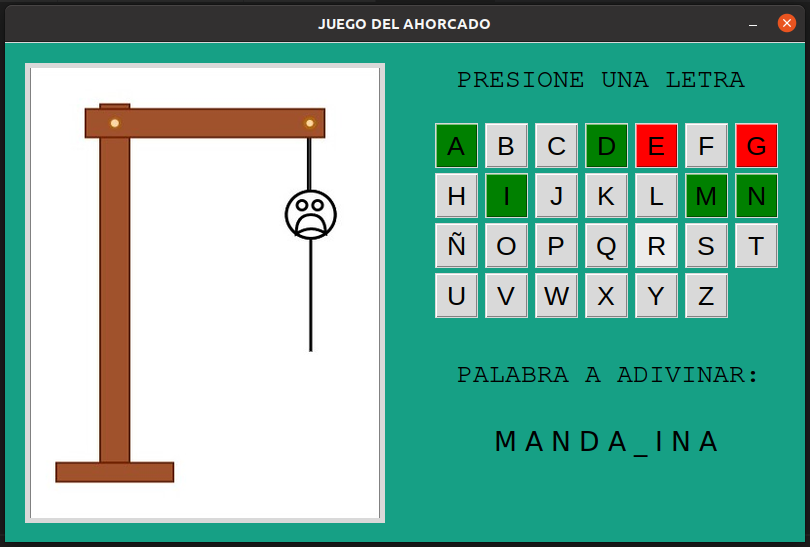 JUEGO DEL AHORCADO
PRESIONE UNA LETRA
A B C D E F G
H I J K L M N
Ñ O P Q R S T
U V W X Y Z
PALABRA A ADIVINAR:
M A N D A _ I N A